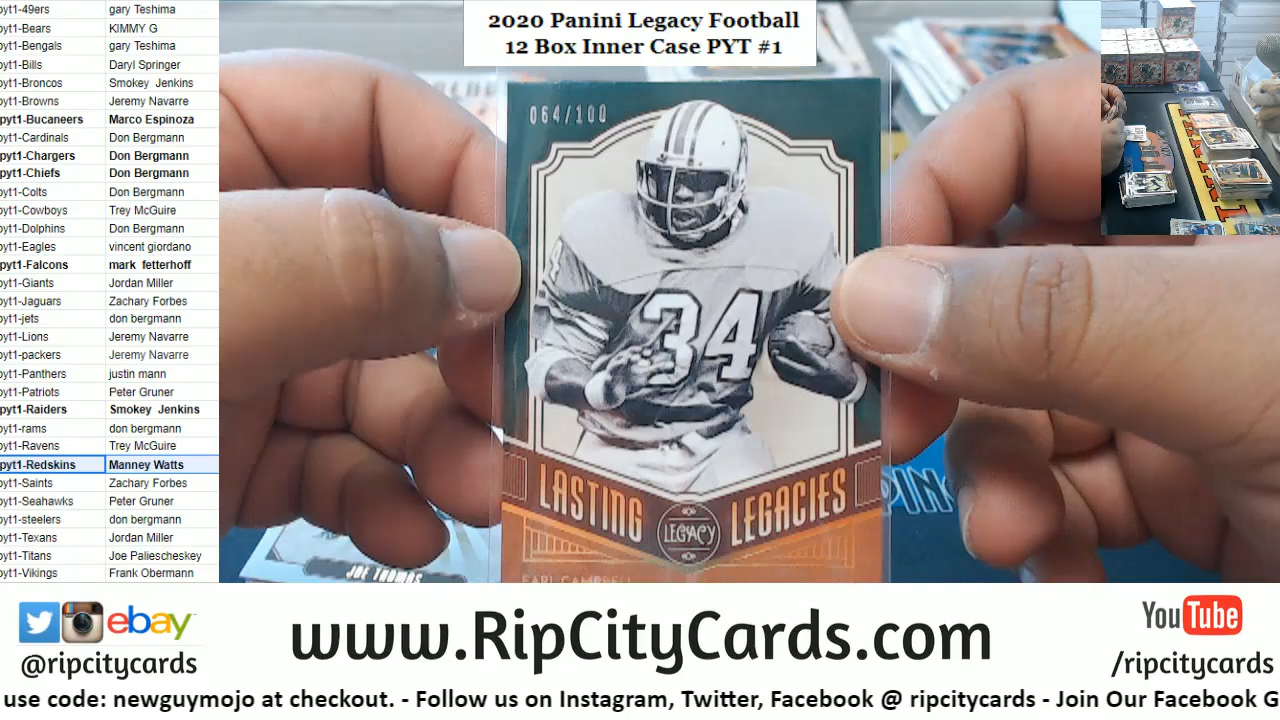 2020 Panini Legacy Football
12 Box Inner Case PYT #1
pyt1-49ers gary Teshima
pyt1-Bears KIMMY G
pyt1-Bengals gary Teshima
pyt1-Bills Daryl Springer
pyt1-Broncos Smokey Jenkins
pyt1-Browns Jeremy Navarre
pyt1-Bucaneers Marco Espinoza
pyt1-Cardinals Don Bergmann
pyt1-Chargers Don Bergmann
pyt1-Chiefs Don Bergmann
pyt1-Colts Don Bergmann
pyt1-Cowboys Trey McGuire
pyt1-Dolphins Don Bergmann
pyt1-Eagles vincent giordano
pyt1-Falcons mark fetterhoff
pyt1-Giants Jordan Miller
pyt1-Jaguars Zachary Forbes
pyt1-jets don bergmann
pyt1-Lions Jeremy Navarre
pyt1-packers Jeremy Navarre
pyt1-Panthers justin mann
pyt1-Patriots Peter Gruner
pyt1-Raiders Smokey Jenkins
pyt1-rams don bergmann
pyt1-Ravens Trey McGuire
pyt1-Redskins Manney Watts
pyt1-Saints Zachary Forbes
pyt1-Seahawks Peter Gruner
pyt1-steelers don bergmann
pyt1-Texans Jordan Miller
pyt1-Titans Joe Paliescheskey
pyt1-Vikings Frank Obermann
064/100
34
LASTING LEGACIES
LEGACY
EARL CAMPBELL
JOE THOMAS
PIN
ebay
@ripcitycards
www.RipCityCards.com
YouTube
/ripcitycards
use code: newguymojo at checkout. - Follow us on Instagram, Twitter, Facebook @ ripcitycards - Join Our Facebook G